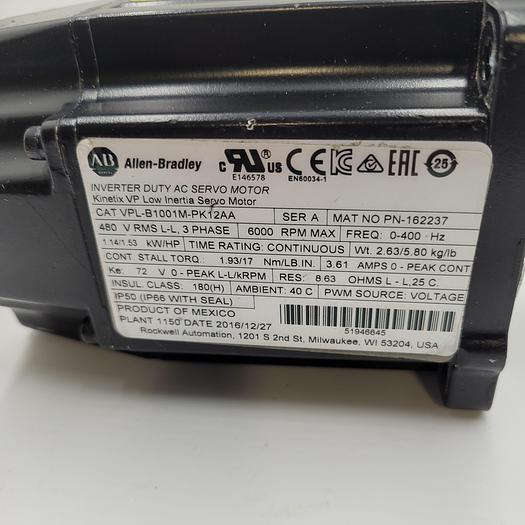 AB Allen-Bradley c UL US CE KC EAC 25
E146578 EN60034-1
INVERTER DUTY AC SERVO MOTOR
Kinetix VP Low Inertia Servo Motor
CAT VPL-B1001M-PK12AA SER A MAT NO PN-162237
480 V RMS L-L, 3 PHASE 6000 RPM MAX FREQ: 0-400 Hz
1.14/1.53 kW/HP TIME RATING: CONTINUOUS Wt. 2.63/5.80 kg/lb
CONT. STALL TORQ: 1.93/17 Nm/LB.IN. 3.61 AMPS 0 - PEAK CONT
Ke: 72 V 0 - PEAK L-L/kRPM RES: 8.63 OHMS L - L,25 C.
INSUL. CLASS: 180(H) AMBIENT: 40 C PWM SOURCE: VOLTAGE
IP50 (IP66 WITH SEAL)
PRODUCT OF MEXICO
PLANT 1150 DATE 2016/12/27 51946645
Rockwell Automation, 1201 S 2nd St, Milwaukee, WI 53204, USA